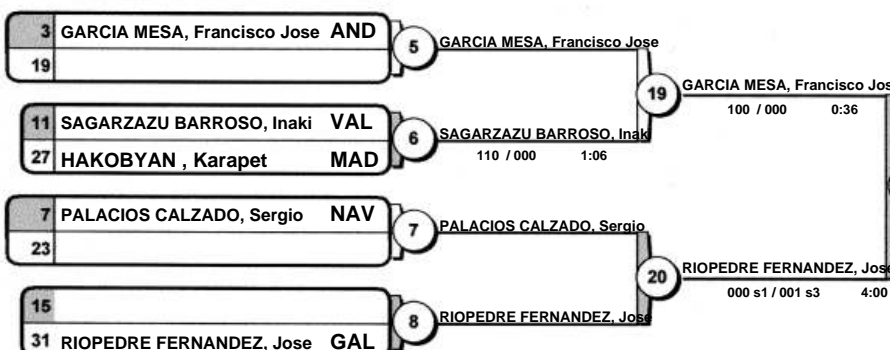 3 GARCIA MESA, Francisco Jose AND
19
5
GARCIA MESA, Francisco Jose
11 SAGARZAZU BARROSO, Inaki VAL
27 HAKOBYAN , Karapet MAD
6
SAGARZAZU BARROSO, Inaki
110 / 000 1:06
19
GARCIA MESA, Francisco Jos
100 / 000 0:36
7 PALACIOS CALZADO, Sergio NAV
23
7
PALACIOS CALZADO, Sergio
15
31 RIOPEDRE FERNANDEZ, Jose GAL
8
RIOPEDRE FERNANDEZ, Jose
20
RIOPEDRE FERNANDEZ, Jose
000 s1 / 001 s3 4:00